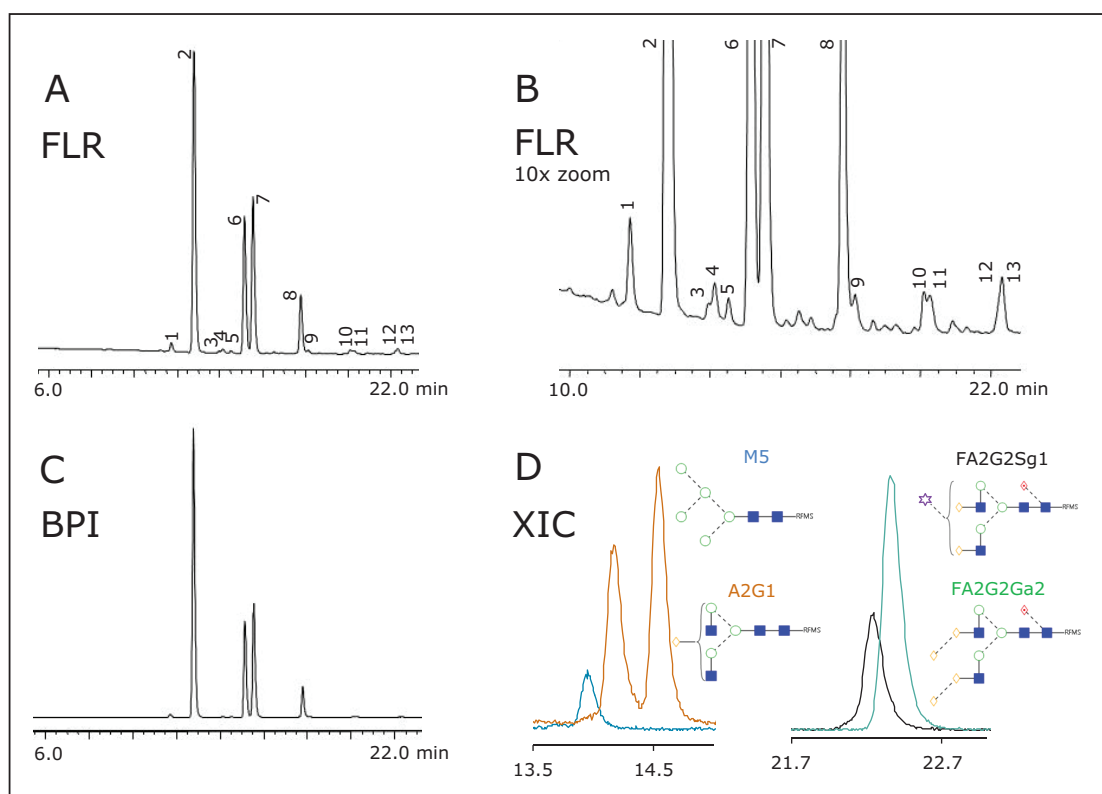 A
FLR
2
6
7
8
1
3
4
5
9
10
11
12
13
6.0
22.0 min
B
FLR
10x zoom
2
6
7
8
1
3
4
5
9
10
11
12
13
10.0
22.0 min
C
BPI
6.0
22.0 min
D
XIC
M5
RFMS
A2G1
RFMS
13.5
14.5
FA2G2Sg1
RFMS
FA2G2Ga2
RFMS
21.7
22.7